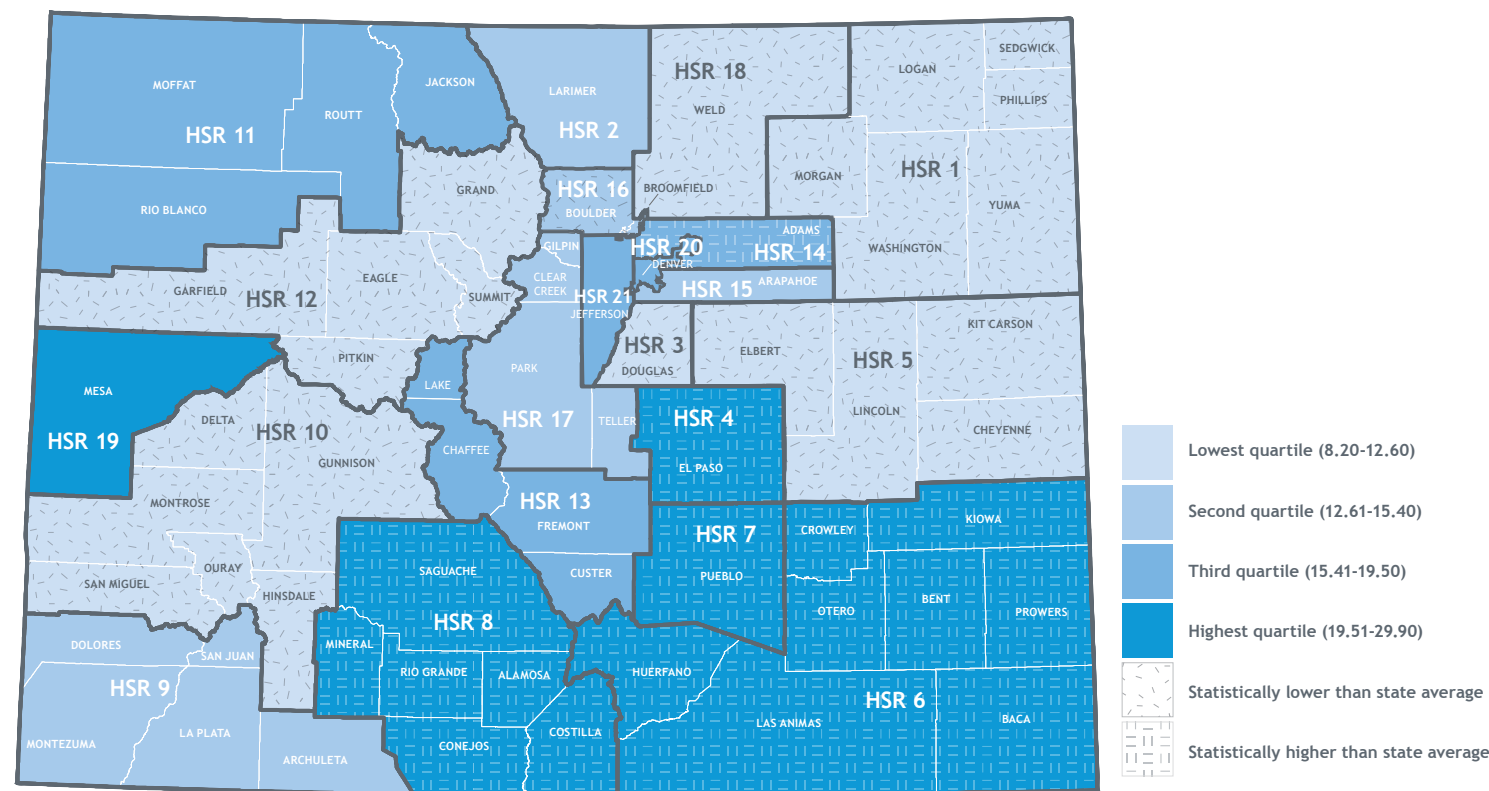 SEDGWICK
LOGAN
HSR 18
JACKSON
MOFFAT
LARIMER
PHILLIPS
WELD
ROUTT
HSR 2
HSR 11
HSR 1
MORGAN
GRAND
HSR 16
BROOMFIELD
YUMA
RIO BLANCO
BOULDER
ADAMS
GILPIN
HSR 20
HSR 14
WASHINGTON
DENVER
EAGLE
CLEAR
CREEK
ARAPAHOE
GARFIELD
HSR 12
SUMMIT
HSR 21
HSR 15
JEFFERSON
KIT CARSON
HSR 3
PITKIN
ELBERT
HSR 5
PARK
DOUGLAS
LAKE
MESA
LINCOLN
DELTA
HSR 17
TELLER
HSR 4
HSR 19
HSR 10
CHEYENNE
CHAFFEE
GUNNISON
EL PASO
MONTROSE
HSR 13
FREMONT
HSR 7
CROWLEY
KIOWA
SAN MIGUEL
OURAY
SAGUACHE
CUSTER
PUEBLO
HINSDALE
BENT
OTERO
PROWERS
HSR 8
DOLORES
SAN JUAN
MINERAL
RIO GRANDE
ALAMOSA
HUERFANO
HSR 9
HSR 6
LAS ANIMAS
BACA
MONTEZUMA
LA PLATA
CONEJOS
COSTILLA
ARCHULETA
Lowest quartile (8.20-12.60)
Second quartile (12.61-15.40)
Third quartile (15.41-19.50)
Highest quartile (19.51-29.90)
Statistically lower than state average
Statistically higher than state average